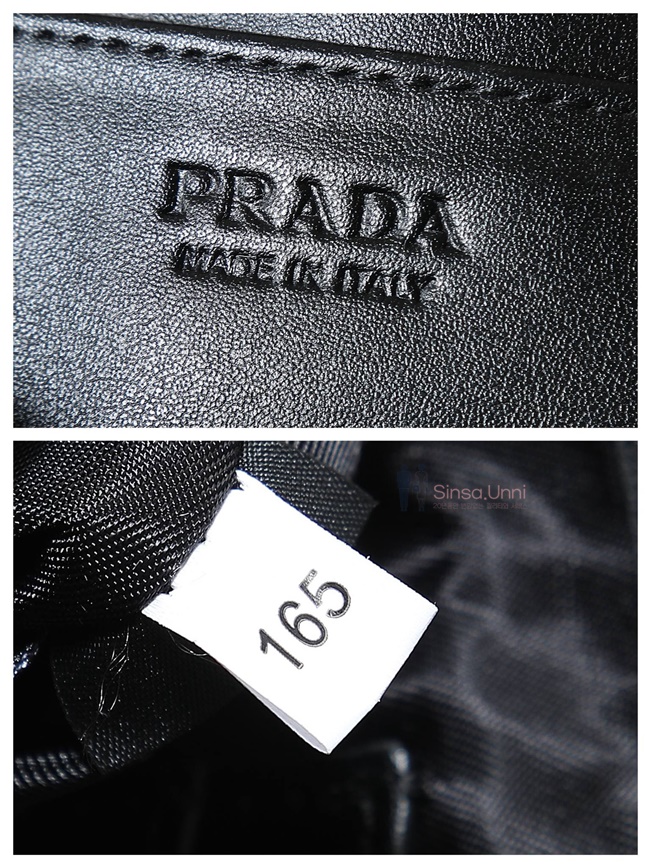 PRADA
MADE IN ITALY
Sinsa,Unni
165